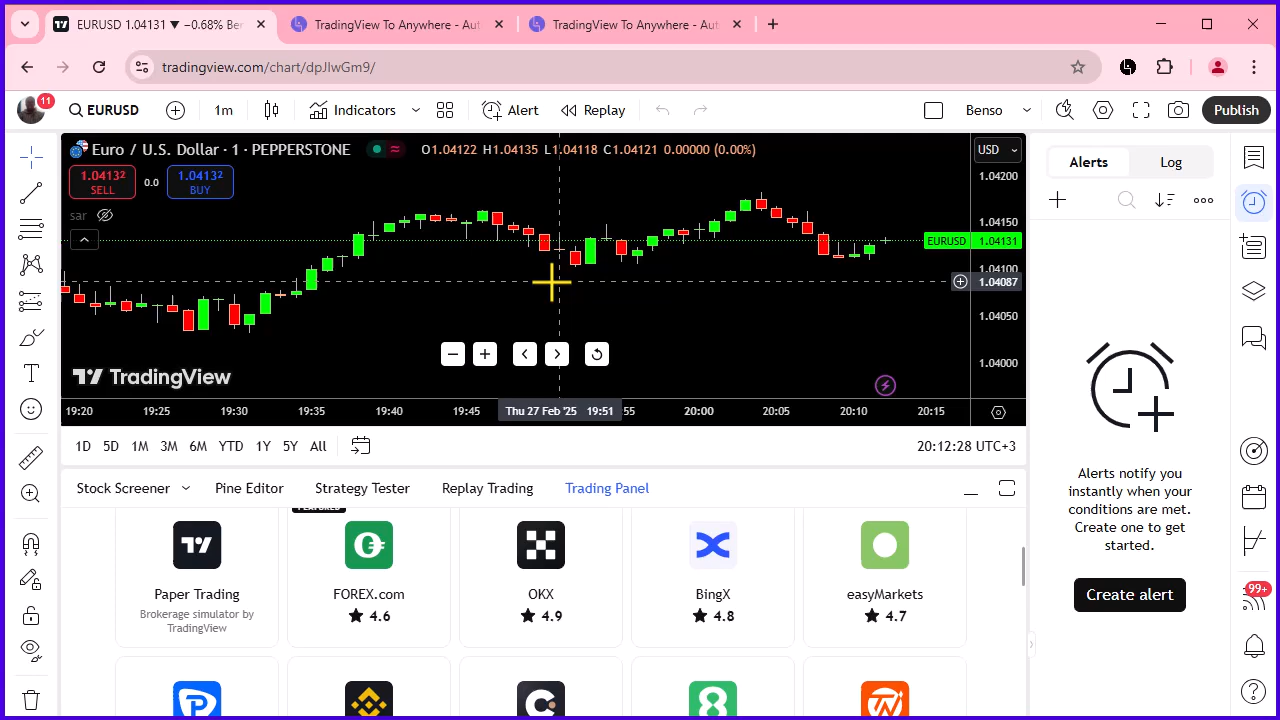 EURUSD 1.04131 ▼ −0.68% Ber
TradingView To Anywhere - Aut
TradingView To Anywhere - Aut
tradingview.com/chart/dpJlwGm9/
11
EURUSD
1m
Indicators
Alert
Replay
Benso
Publish
Euro / U.S. Dollar · 1 · PEPPERSTONE
O1.04122 H1.04135 L1.04118 C1.04121 0.00000 (0.00%)
USD
1.04132
SELL
0.0
1.04132
BUY
sar
1.04200
1.04150
EURUSD 1.04131
1.04100
1.04087
1.04050
1.04000
TradingView
19:20 19:25 19:30 19:35 19:40 19:45 Thu 27 Feb '25 19:51 55 20:00 20:05 20:10 20:15
1D 5D 1M 3M 6M YTD 1Y 5Y All
20:12:28 UTC+3
Stock Screener
Pine Editor
Strategy Tester
Replay Trading
Trading Panel
Paper Trading
Brokerage simulator by
TradingView
FOREX.com
4.6
OKX
4.9
BingX
4.8
easyMarkets
4.7
Alerts
Log
Alerts notify you
instantly when your
conditions are met.
Create one to get
started.
Create alert
99+